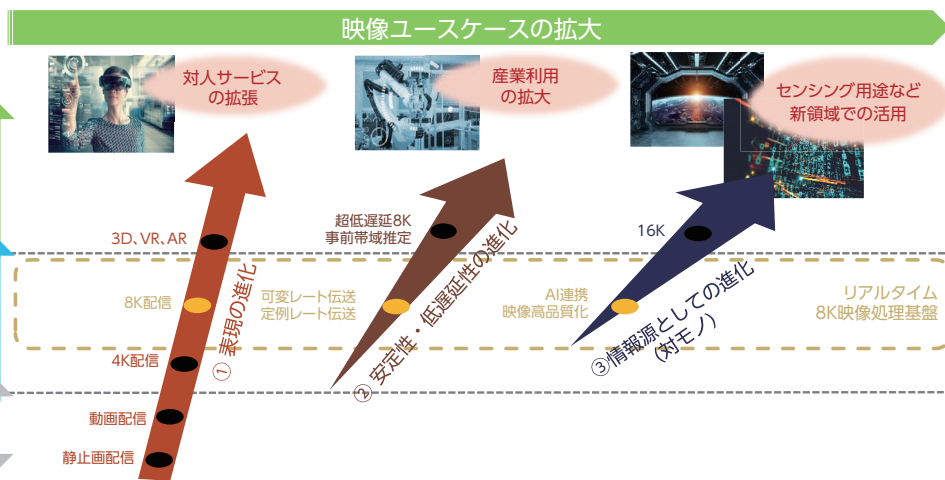 映像ユースケースの拡大
対人サービス
の拡張
産業利用
の拡大
センシング用途など
新領域での活用
3D、VR、AR
8K配信
4K配信
動画配信
静止画配信
① 表現の進化
超低遅延8K
事前帯域推定
可変レート伝送
定例レート伝送
② 安定性・低遅延性の進化
16K
AI連携
映像高品質化
③情報源としての進化
(対モノ)
リアルタイム
8K映像処理基盤